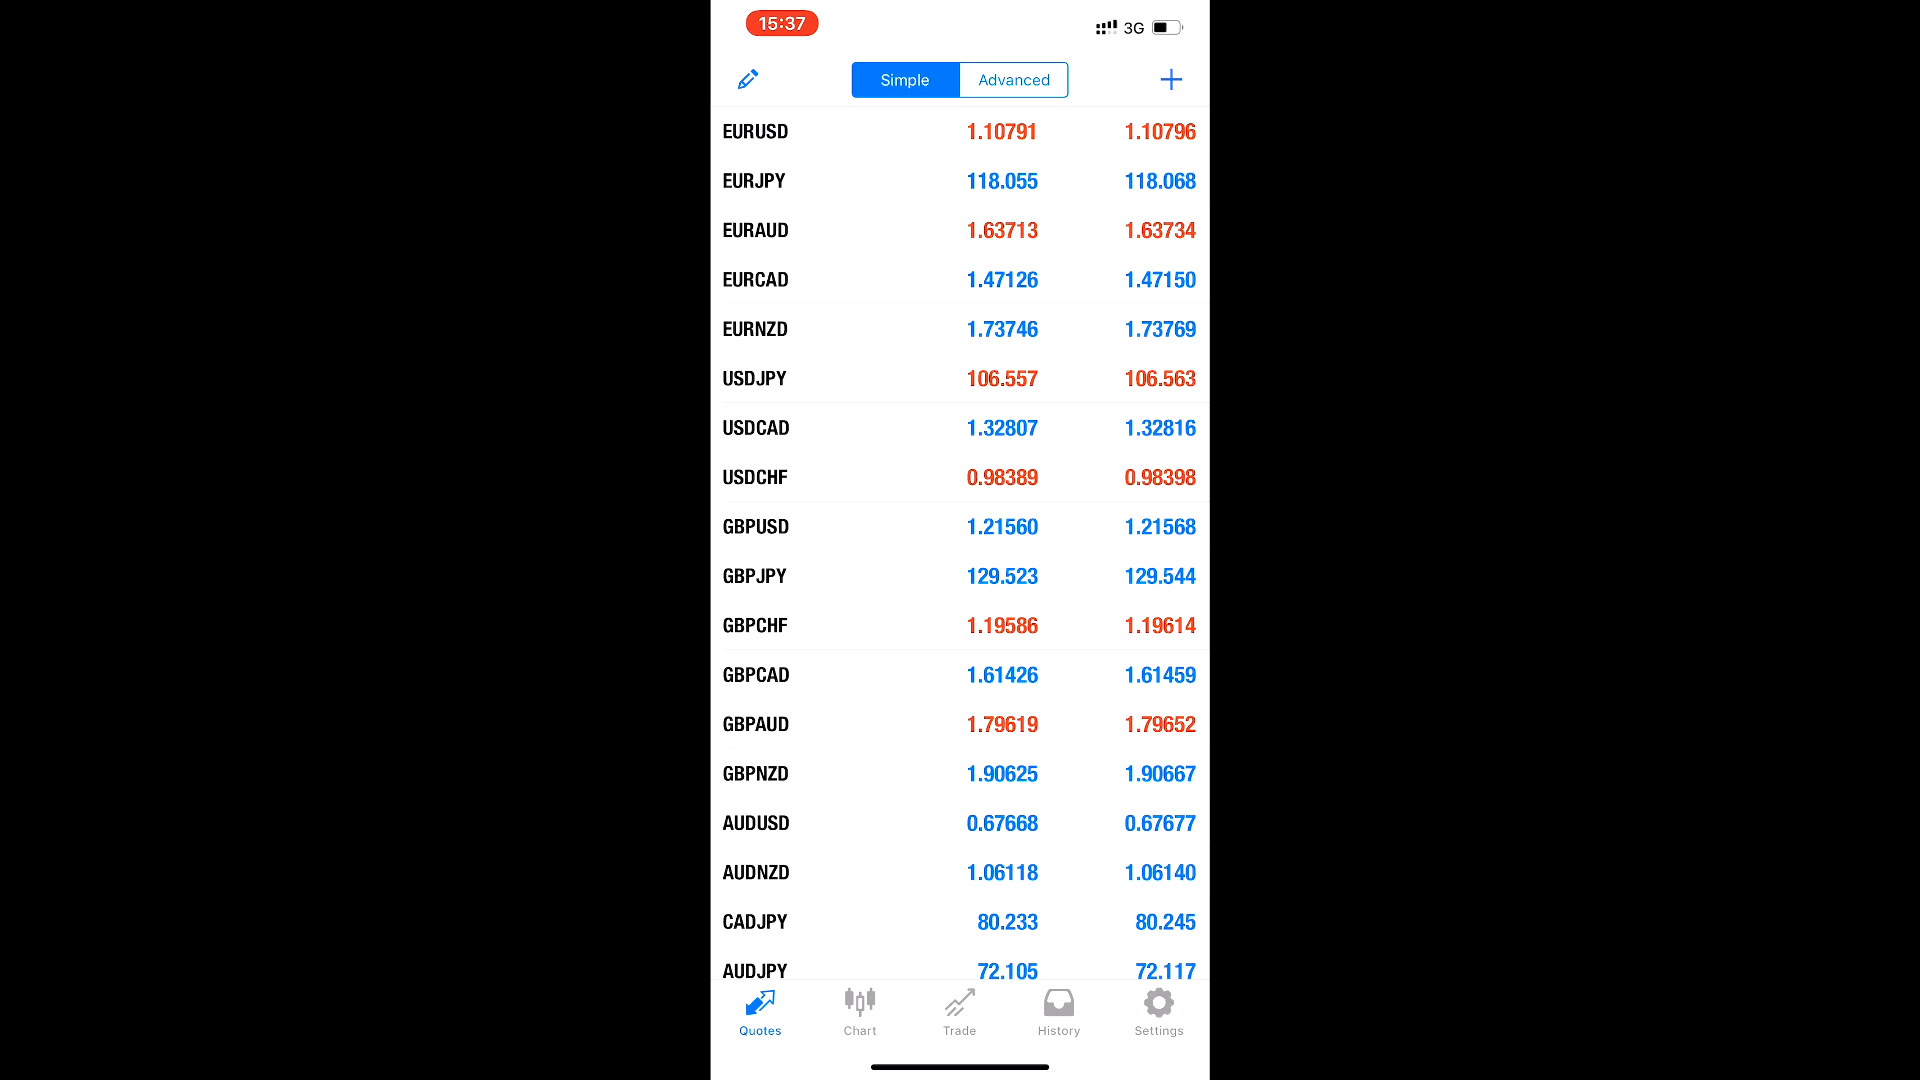 15:37 3G
Simple Advanced
EURUSD 1.10791 1.10796
EURJPY 118.055 118.068
EURAUD 1.63713 1.63734
EURCAD 1.47126 1.47150
EURNZD 1.73746 1.73769
USDJPY 106.557 106.563
USDCAD 1.32807 1.32816
USDCHF 0.98389 0.98398
GBPUSD 1.21560 1.21568
GBPJPY 129.523 129.544
GBPCHF 1.19586 1.19614
GBPCAD 1.61426 1.61459
GBPAUD 1.79619 1.79652
GBPNZD 1.90625 1.90667
AUDUSD 0.67668 0.67677
AUDNZD 1.06118 1.06140
CADJPY 80.233 80.245
AUDJPY 72.105 72.117
Quotes Chart Trade History Settings